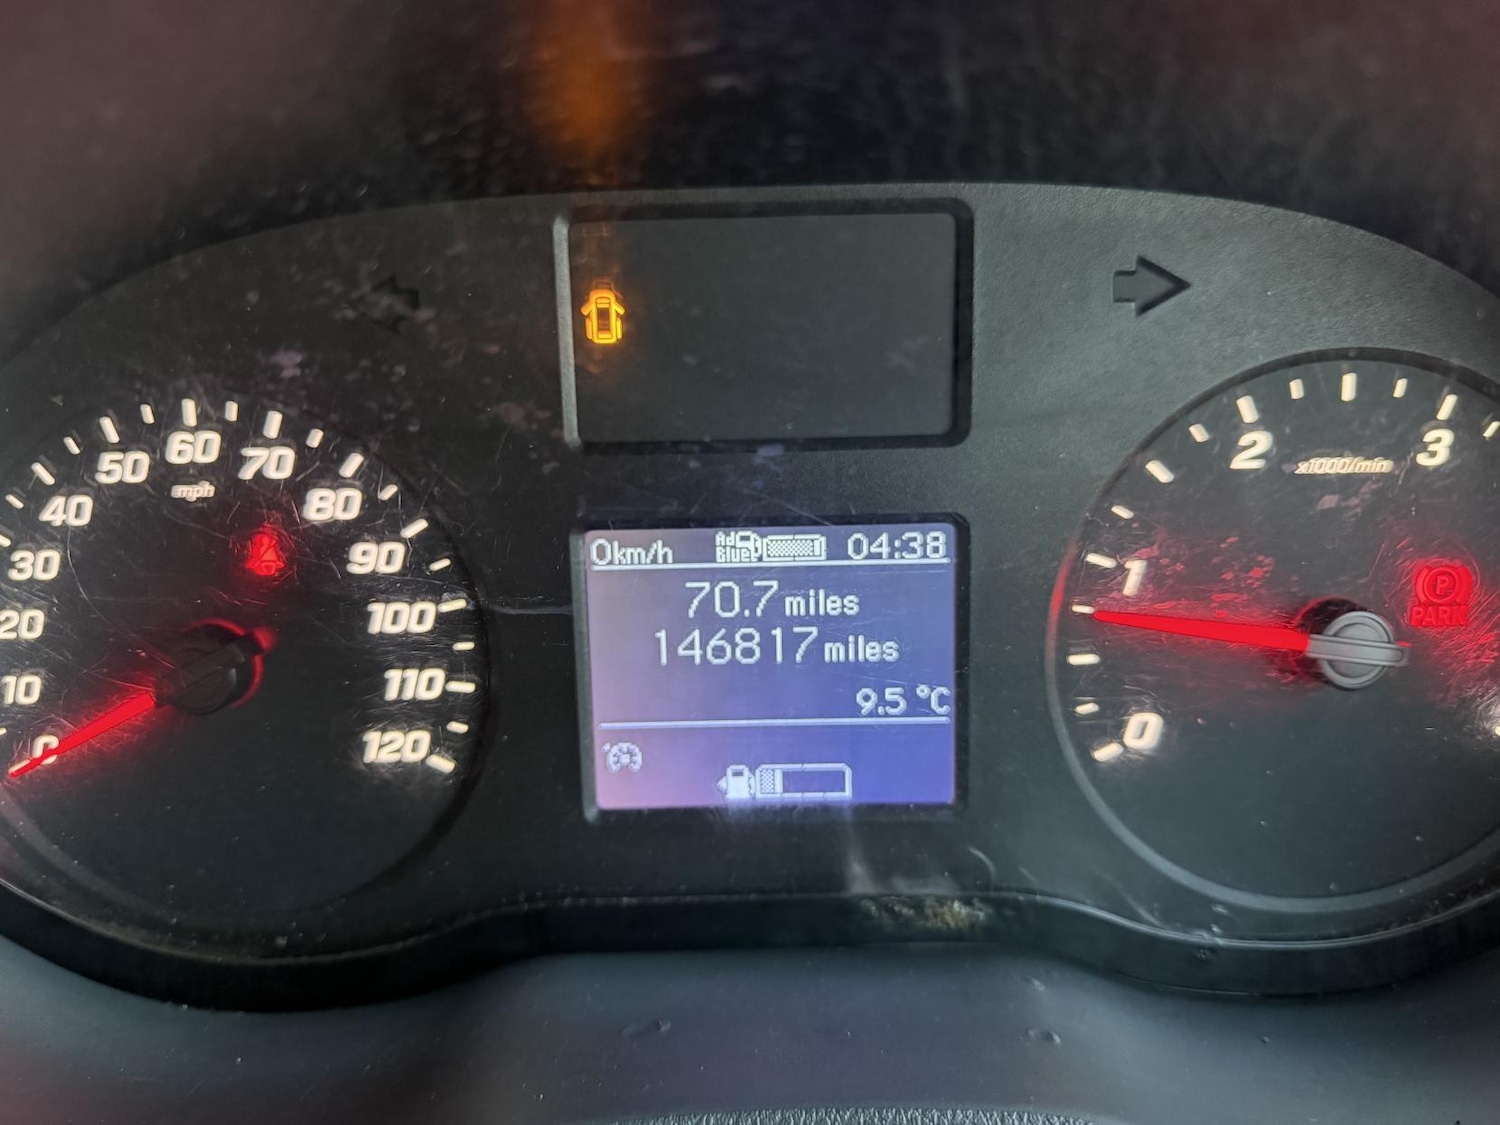 0 10 20 30 40 50 60 70 80 90 100 110 120
mph
0km/h AdBlue 04:38
70.7 miles
146817 miles
9.5 °C
0 1 2 3
x1000/min
P
PARK